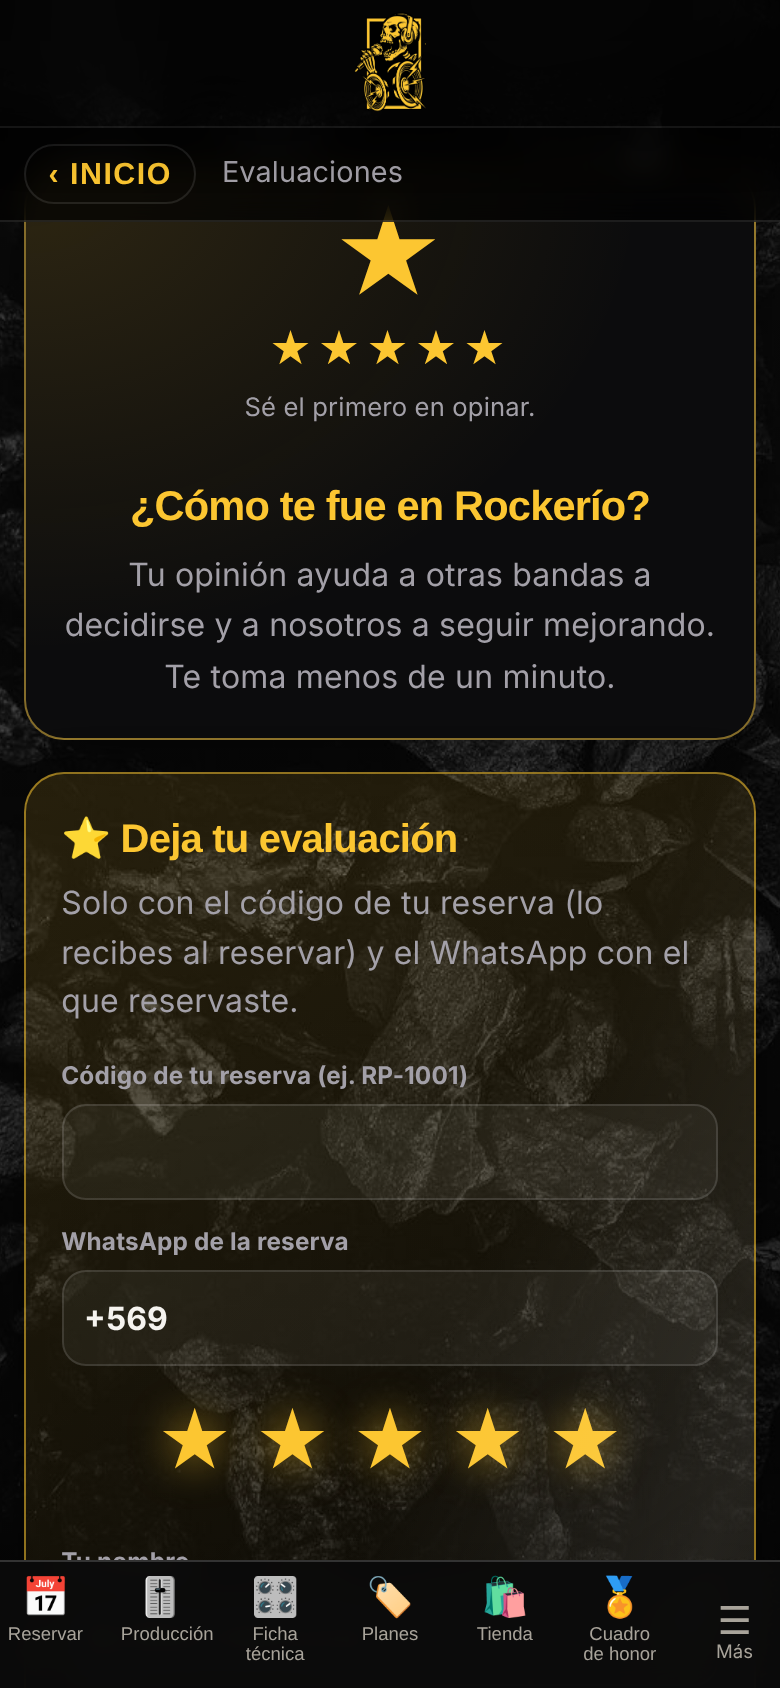 ‹ INICIO
Evaluaciones
Sé el primero en opinar.
¿Cómo te fue en Rockerío?
Tu opinión ayuda a otras bandas a
decidirse y a nosotros a seguir mejorando.
Te toma menos de un minuto.
Deja tu evaluación
Solo con el código de tu reserva (lo
recibes al reservar) y el WhatsApp con el
que reservaste.
Código de tu reserva (ej. RP-1001)
WhatsApp de la reserva
+569
Tu nombre
July
17
Reservar
Producción
Ficha
técnica
Planes
Tienda
Cuadro
de honor
Más